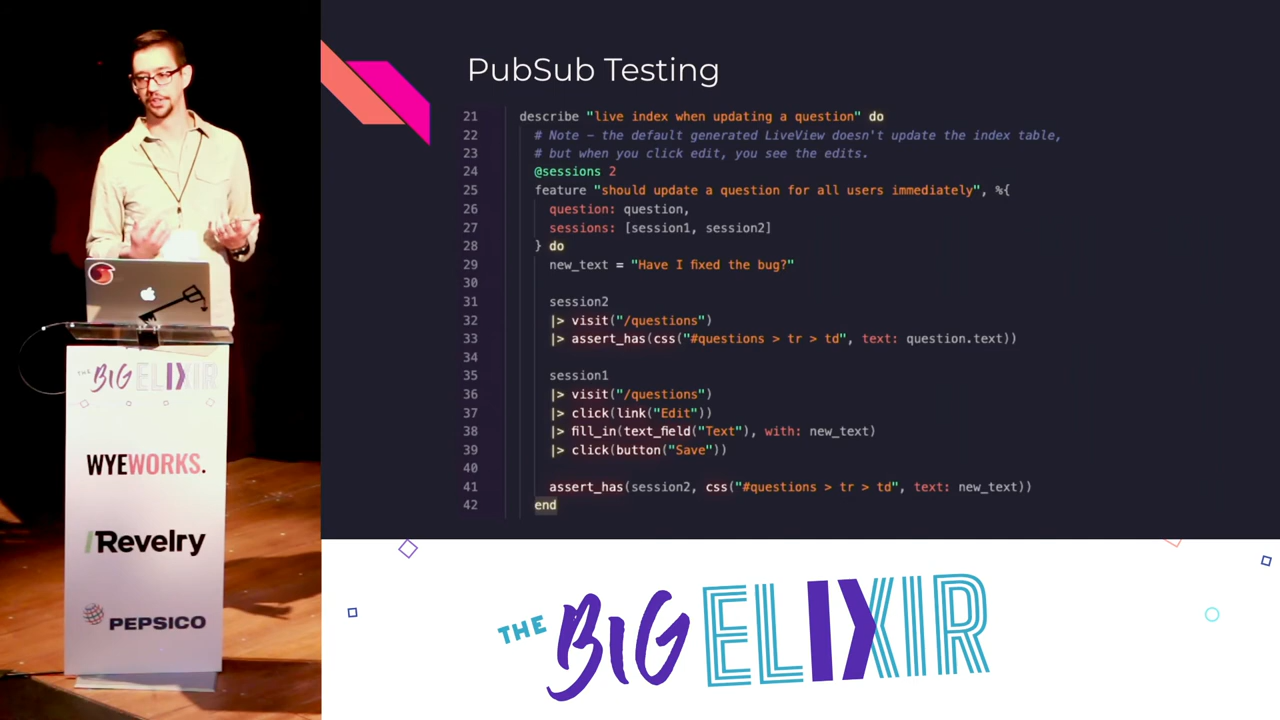 PubSub Testing
21 describe "live index when updating a question" do
22 # Note - the default generated LiveView doesn't update the index table,
23 # but when you click edit, you see the edits.
24 @sessions 2
25 feature "should update a question for all users immediately", %{
26 question: question,
27 sessions: [session1, session2]
28 } do
29 new_text = "Have I fixed the bug?"
30
31 session2
32 |> visit("/questions")
33 |> assert_has(css("#questions > tr > td", text: question.text))
34
35 session1
36 |> visit("/questions")
37 |> click(link("Edit"))
38 |> fill_in(text_field("Text"), with: new_text)
39 |> click(button("Save"))
40
41 assert_has(session2, css("#questions > tr > td", text: new_text))
42 end
THE BIG ELIXIR
WYEWORKS.
/Revelry
PEPSICO
THE BIG ELIXIR